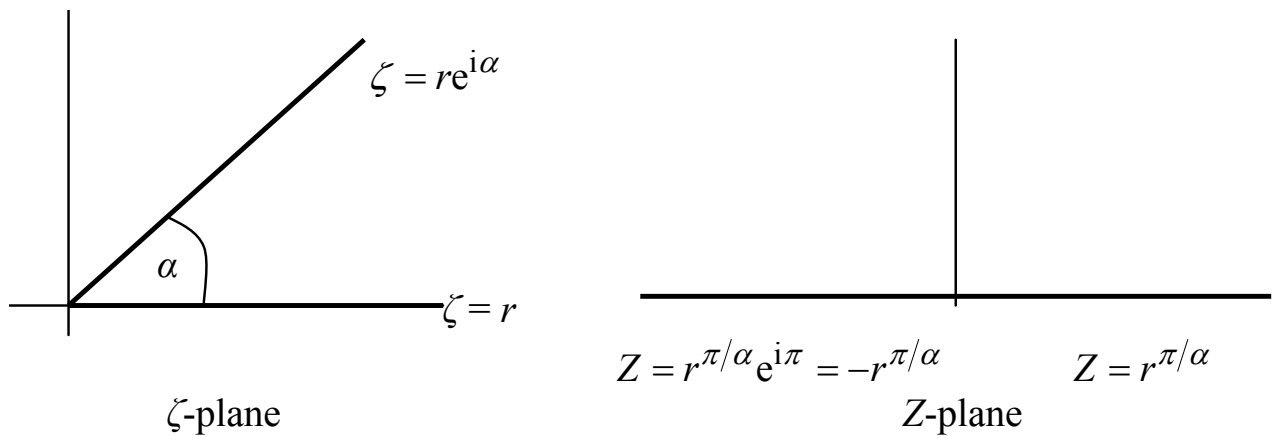 ζ = re^{iα}
α
ζ = r
Z = r^{π/α}e^{iπ} = −r^{π/α}
Z = r^{π/α}
ζ-plane
Z-plane